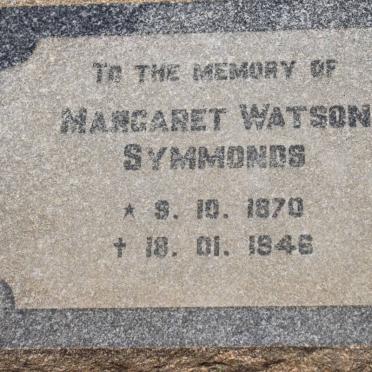 TO THE MEMORY OF
MARGARET WATSON
SYMMONDS
★ 9. 10. 1870
✝ 18. 01. 1946